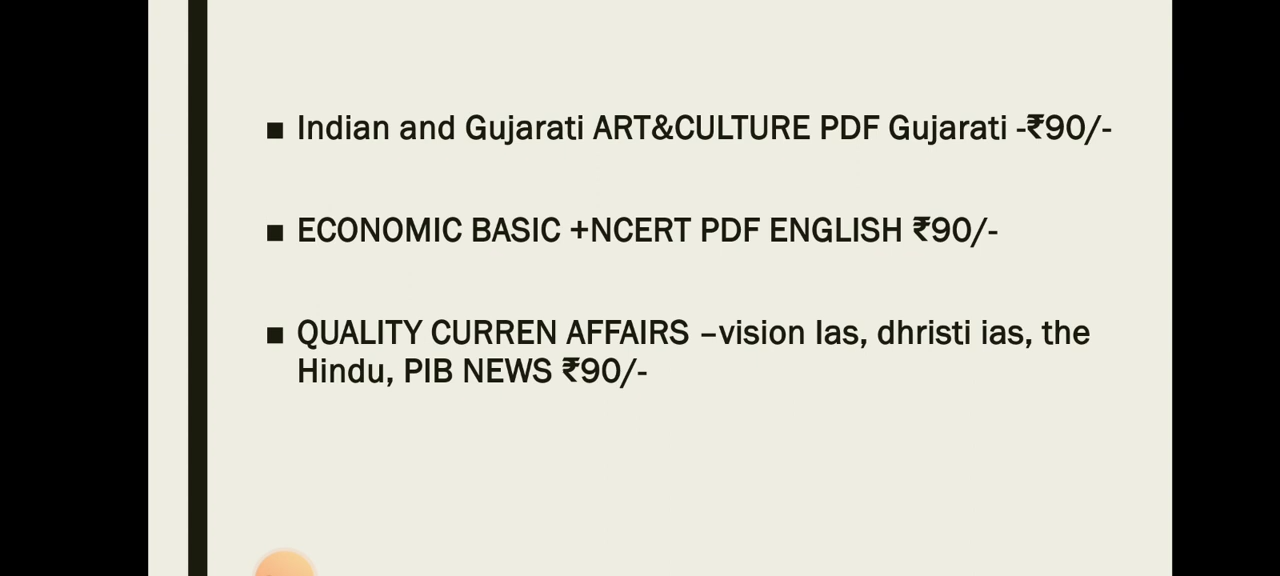 ■ Indian and Gujarati ART&CULTURE PDF Gujarati -₹90/-
■ ECONOMIC BASIC +NCERT PDF ENGLISH ₹90/-
■ QUALITY CURREN AFFAIRS –vision Ias, dhristi ias, the
Hindu, PIB NEWS ₹90/-